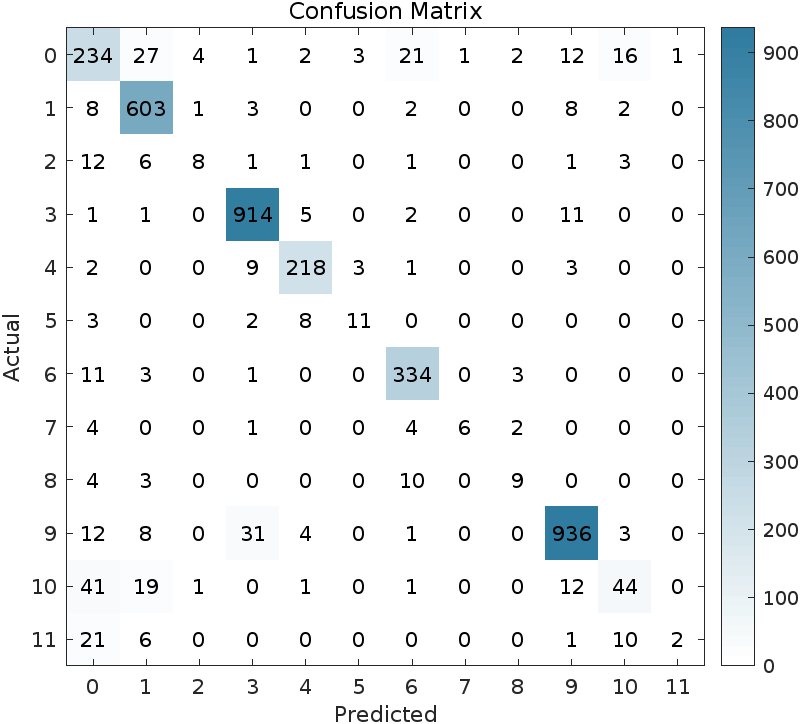 Confusion Matrix
0 234 27 4 1 2 3 21 1 2 12 16 1
1 8 603 1 3 0 0 2 0 0 8 2 0
2 12 6 8 1 1 0 1 0 0 1 3 0
3 1 1 0 914 5 0 2 0 0 11 0 0
4 2 0 0 9 218 3 1 0 0 3 0 0
5 3 0 0 2 8 11 0 0 0 0 0 0
6 11 3 0 1 0 0 334 0 3 0 0 0
7 4 0 0 1 0 0 4 6 2 0 0 0
8 4 3 0 0 0 0 10 0 9 0 0 0
9 12 8 0 31 4 0 1 0 0 936 3 0
10 41 19 1 0 1 0 1 0 0 12 44 0
11 21 6 0 0 0 0 0 0 0 1 10 2
0 1 2 3 4 5 6 7 8 9 10 11
Predicted
Actual
900
800
700
600
500
400
300
200
100
0